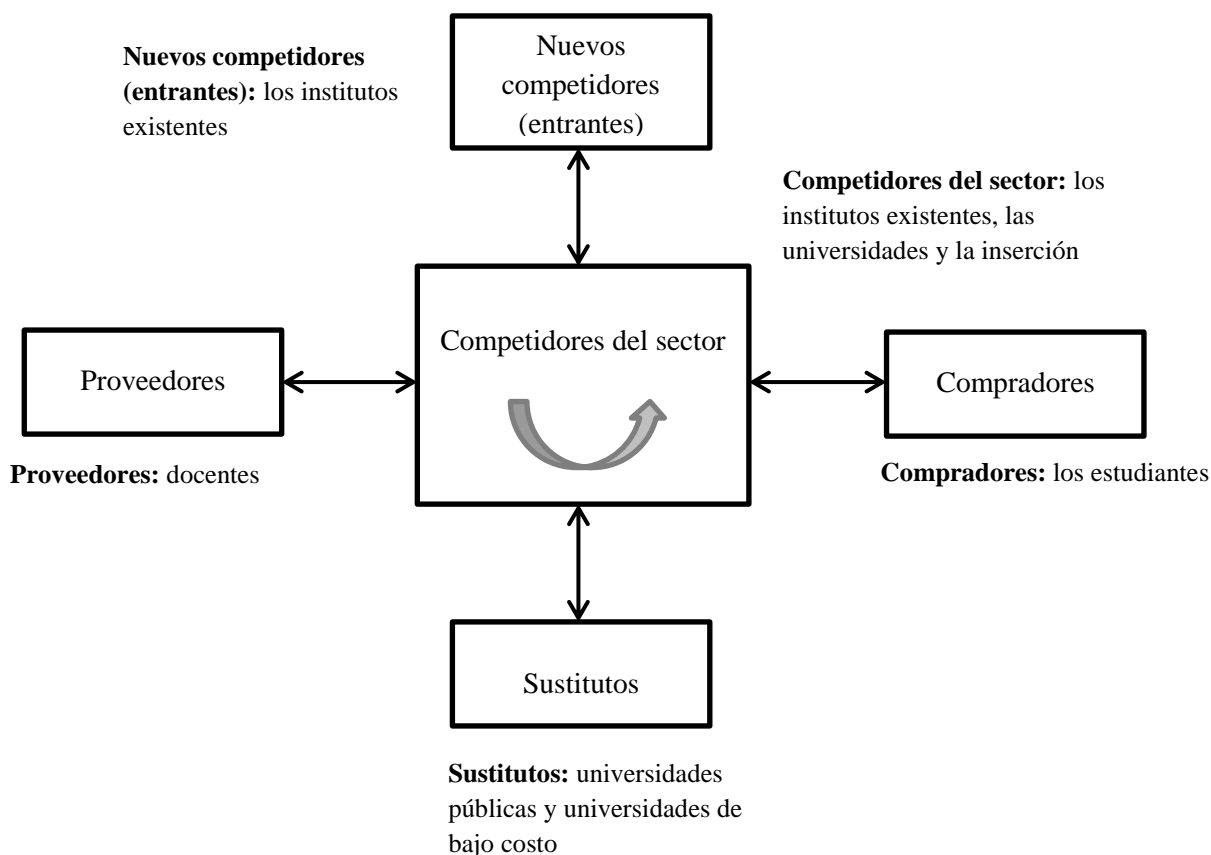 Nuevos competidores
(entrantes): los institutos
existentes
Nuevos
competidores
(entrantes)
Competidores del sector: los
institutos existentes, las
universidades y la inserción
Competidores del sector
Proveedores
Compradores
Proveedores: docentes
Compradores: los estudiantes
Sustitutos
Sustitutos: universidades
públicas y universidades de
bajo costo